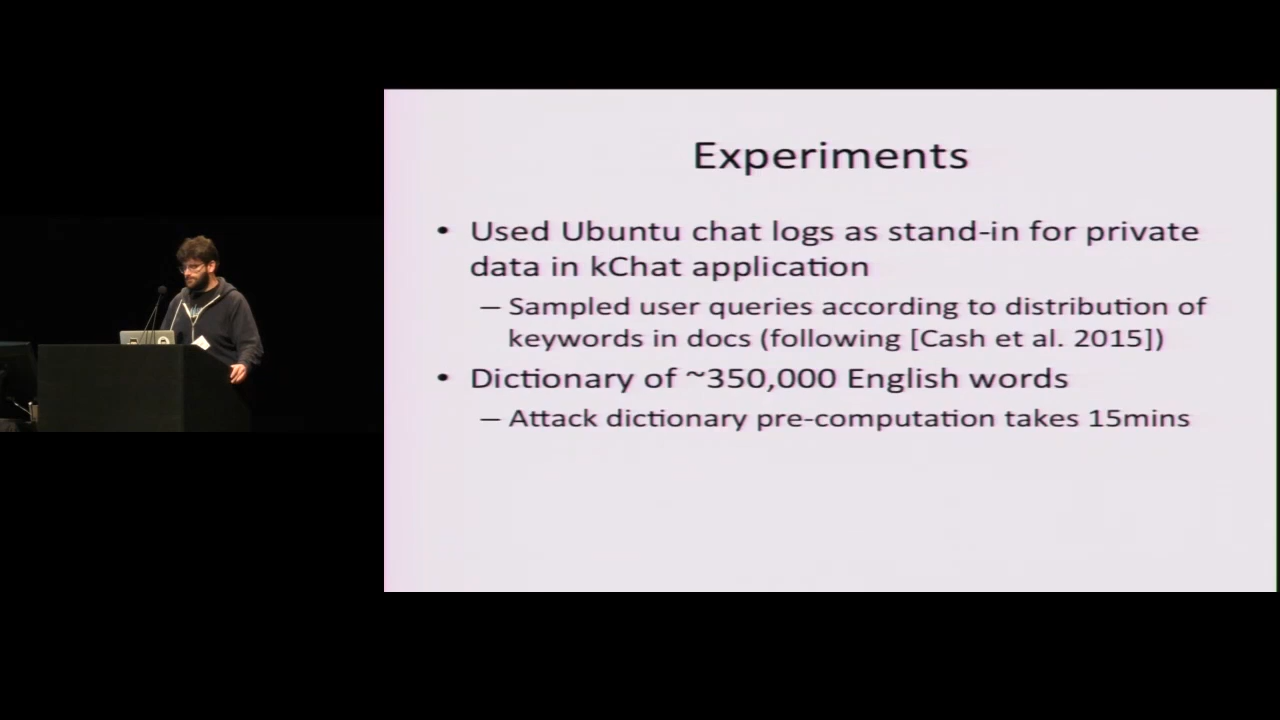 Experiments
• Used Ubuntu chat logs as stand-in for private
data in kChat application
– Sampled user queries according to distribution of
keywords in docs (following [Cash et al. 2015])
• Dictionary of ~350,000 English words
– Attack dictionary pre-computation takes 15mins